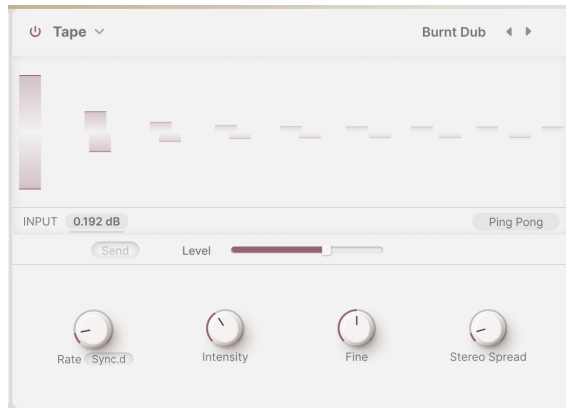 Tape
Burnt Dub
INPUT 0.192 dB
Ping Pong
Send
Level
Rate Sync.d
Intensity
Fine
Stereo Spread